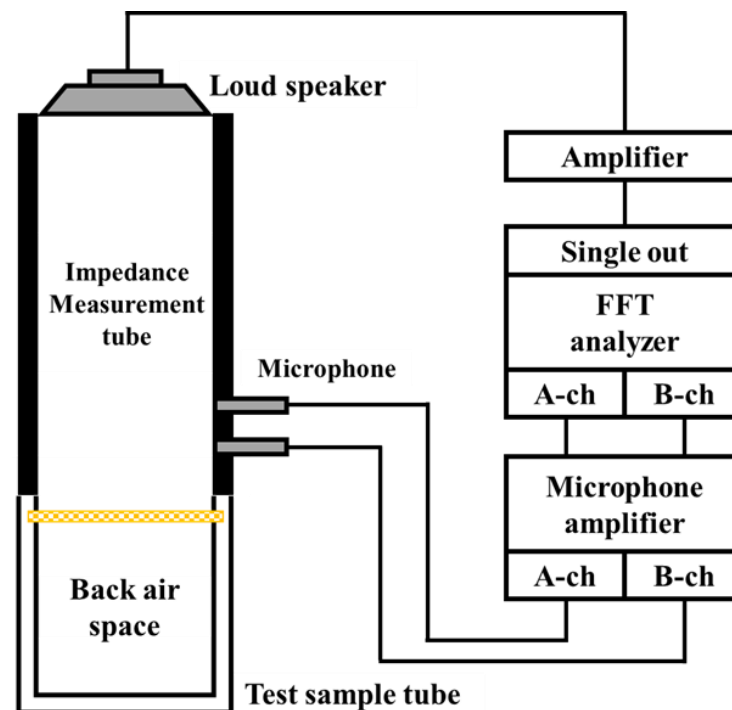 Loud speaker
Amplifier
Single out
Impedance
Measurement
tube
FFT
analyzer
Microphone
A-ch B-ch
Microphone
amplifier
A-ch B-ch
Back air
space
Test sample tube